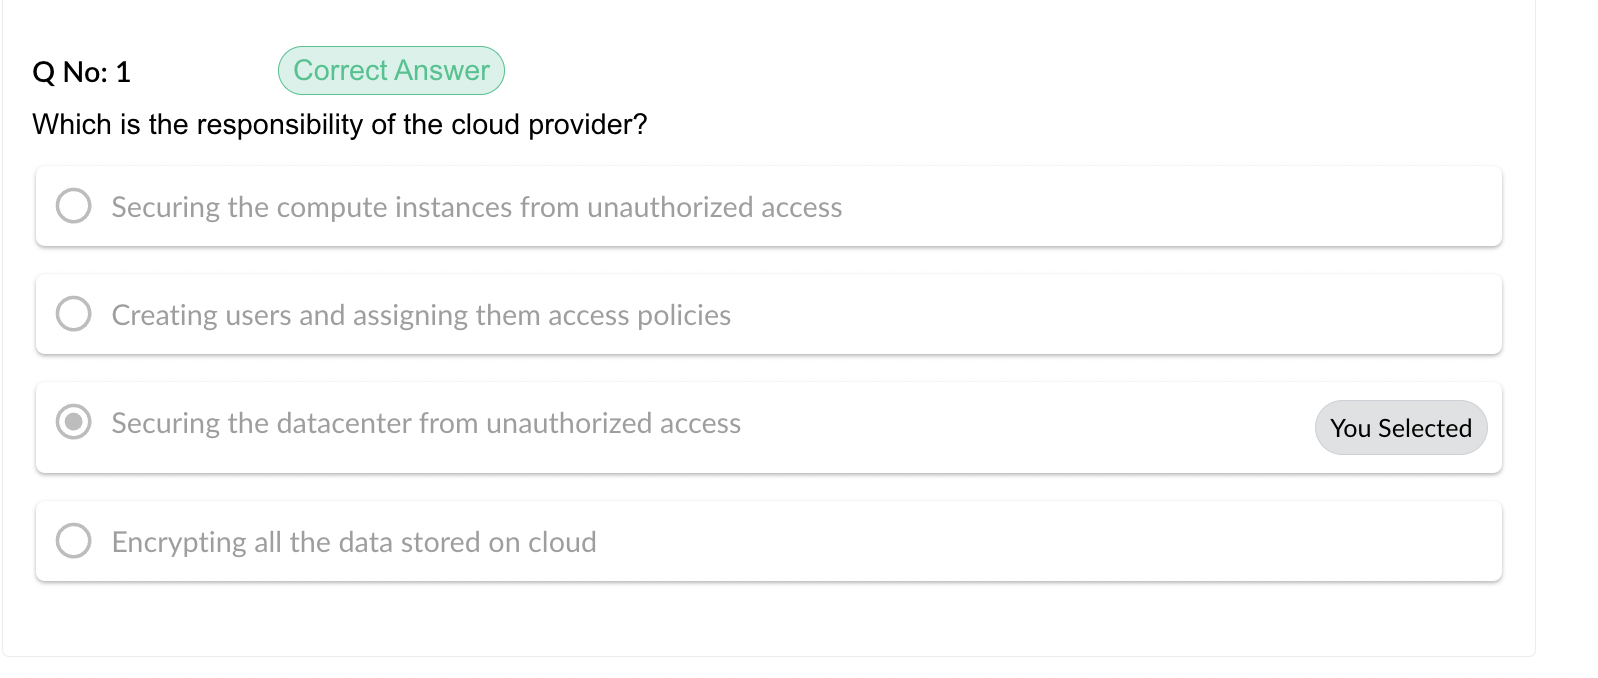 Q No: 1
Correct Answer
Which is the responsibility of the cloud provider?
Securing the compute instances from unauthorized access
Creating users and assigning them access policies
Securing the datacenter from unauthorized access
You Selected
Encrypting all the data stored on cloud